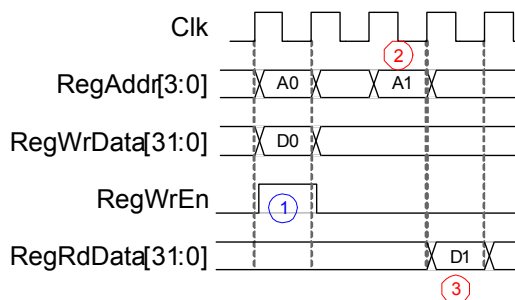 Clk
2
RegAddr[3:0] A0 A1
RegWrData[31:0] D0
RegWrEn 1
RegRdData[31:0] D1
3